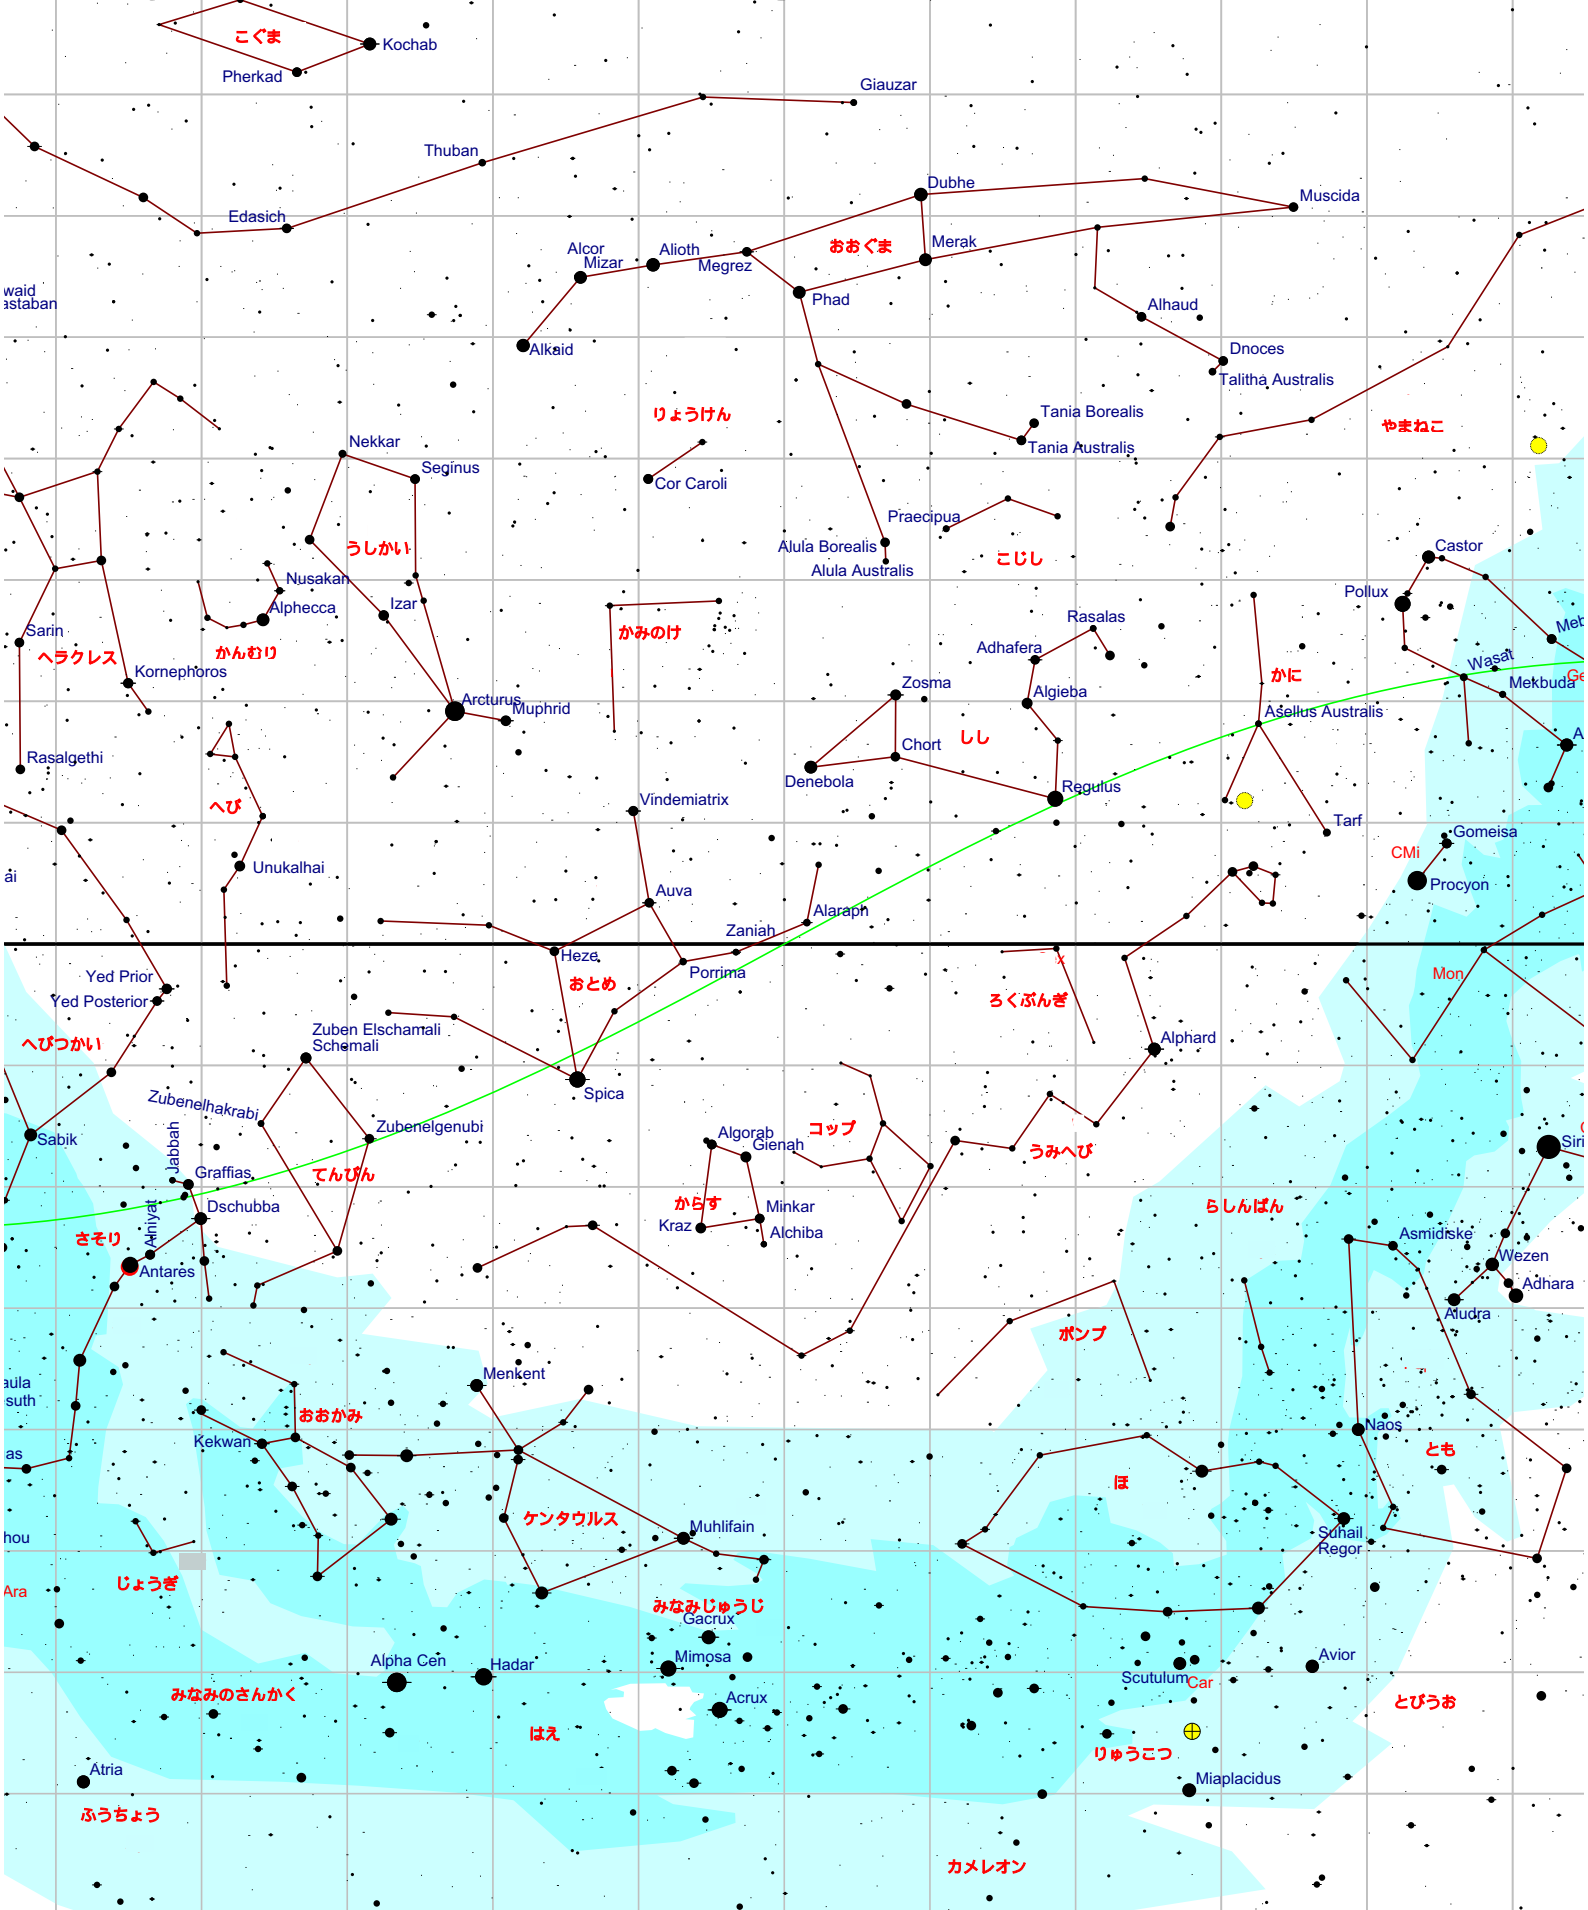 こぐま
Kochab
Pherkad
Giauzar
Thuban
Dubhe
Muscida
Edasich
Alcor
Mizar
Alioth
Megrez
おおぐま
Merak
Phad
waid
astaban
Alhaud
Alkaid
Dnoces
Talitha Australis
りょうけん
Tania Borealis
Tania Australis
やまねこ
Nekkar
Seginus
Cor Caroli
Praecipua
うしかい
Alula Borealis
Alula Australis
こじし
Castor
Pollux
Nusakan
Alphecca
Izar
かみのけ
Rasalas
Adhafera
Meb
Sarin
ヘラクレス
かんむり
Kornephoros
Zosma
Algieba
かに
Wasat
Mekbuda
Ge
Arcturus
Muphrid
Asellus Australis
Chort
しし
A
Rasalgethi
Denebola
Regulus
へび
Vindemiatrix
Tarf
Gomeisa
CMi
Procyon
Unukalhai
ai
Auva
Alaraph
Zaniah
Heze
Porrima
x
Yed Prior
Yed Posterior
おとめ
ろくぶんぎ
Mon
へびつかい
Zuben Elschamali
Schemali
Alphard
Spica
Zubenelhakrabi
Zubenelgenubi
Sabik
Jabbah
Algorab
Gienah
コップ
うみへび
Siri
Graffias
てんびん
からす
Dschubba
Alniyat
Kraz
Minkar
Alchiba
らしんばん
さそり
Antares
Asmidiske
Wezen
Adhara
Aludra
ポンプ
Menkent
aula
suth
おおかみ
Kekwan
Naos
as
とも
ほ
ケンタウルス
hou
Muhlifain
Suhail
Regor
じょうぎ
Ara
みなみじゅうじ
Gacrux
Alpha Cen
Hadar
Mimosa
Avior
Scutulum
Car
みなみのさんかく
Acrux
とびうお
はえ
りゅうこつ
Atria
Miaplacidus
ふうちょう
カメレオン